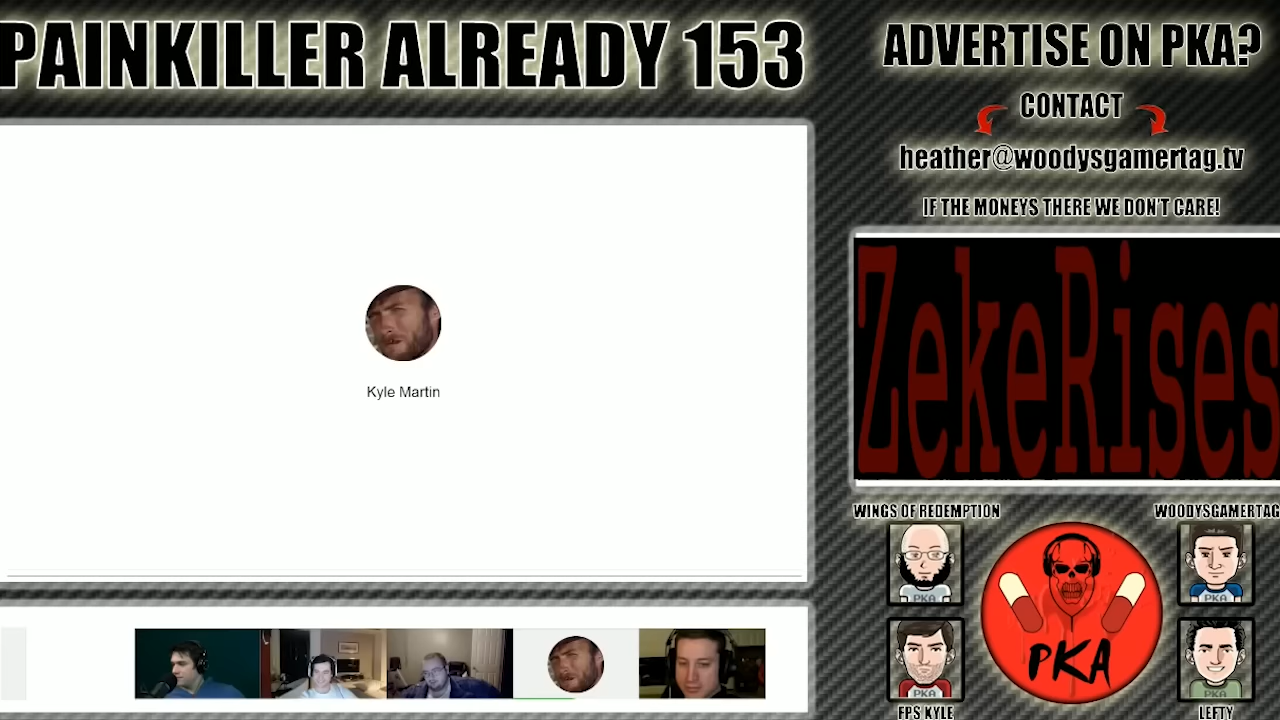 PAINKILLER ALREADY 153
Kyle Martin
ADVERTISE ON PKA?
CONTACT
heather@woodysgamertag.tv
IF THE MONEYS THERE WE DON'T CARE!
ZekeRises
WINGS OF REDEMPTION
WOODYSGAMERTAG
PKA
PKA
PKA
PKA
PKA
FPS KYLE
LEFTY